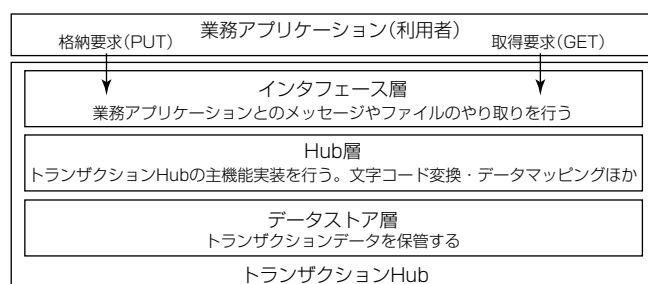 業務アプリケーション(利用者)
格納要求(PUT)
取得要求(GET)
インタフェース層
業務アプリケーションとのメッセージやファイルのやり取りを行う
Hub層
トランザクションHubの主機能実装を行う。文字コード変換・データマッピングほか
データストア層
トランザクションデータを保管する
トランザクションHub